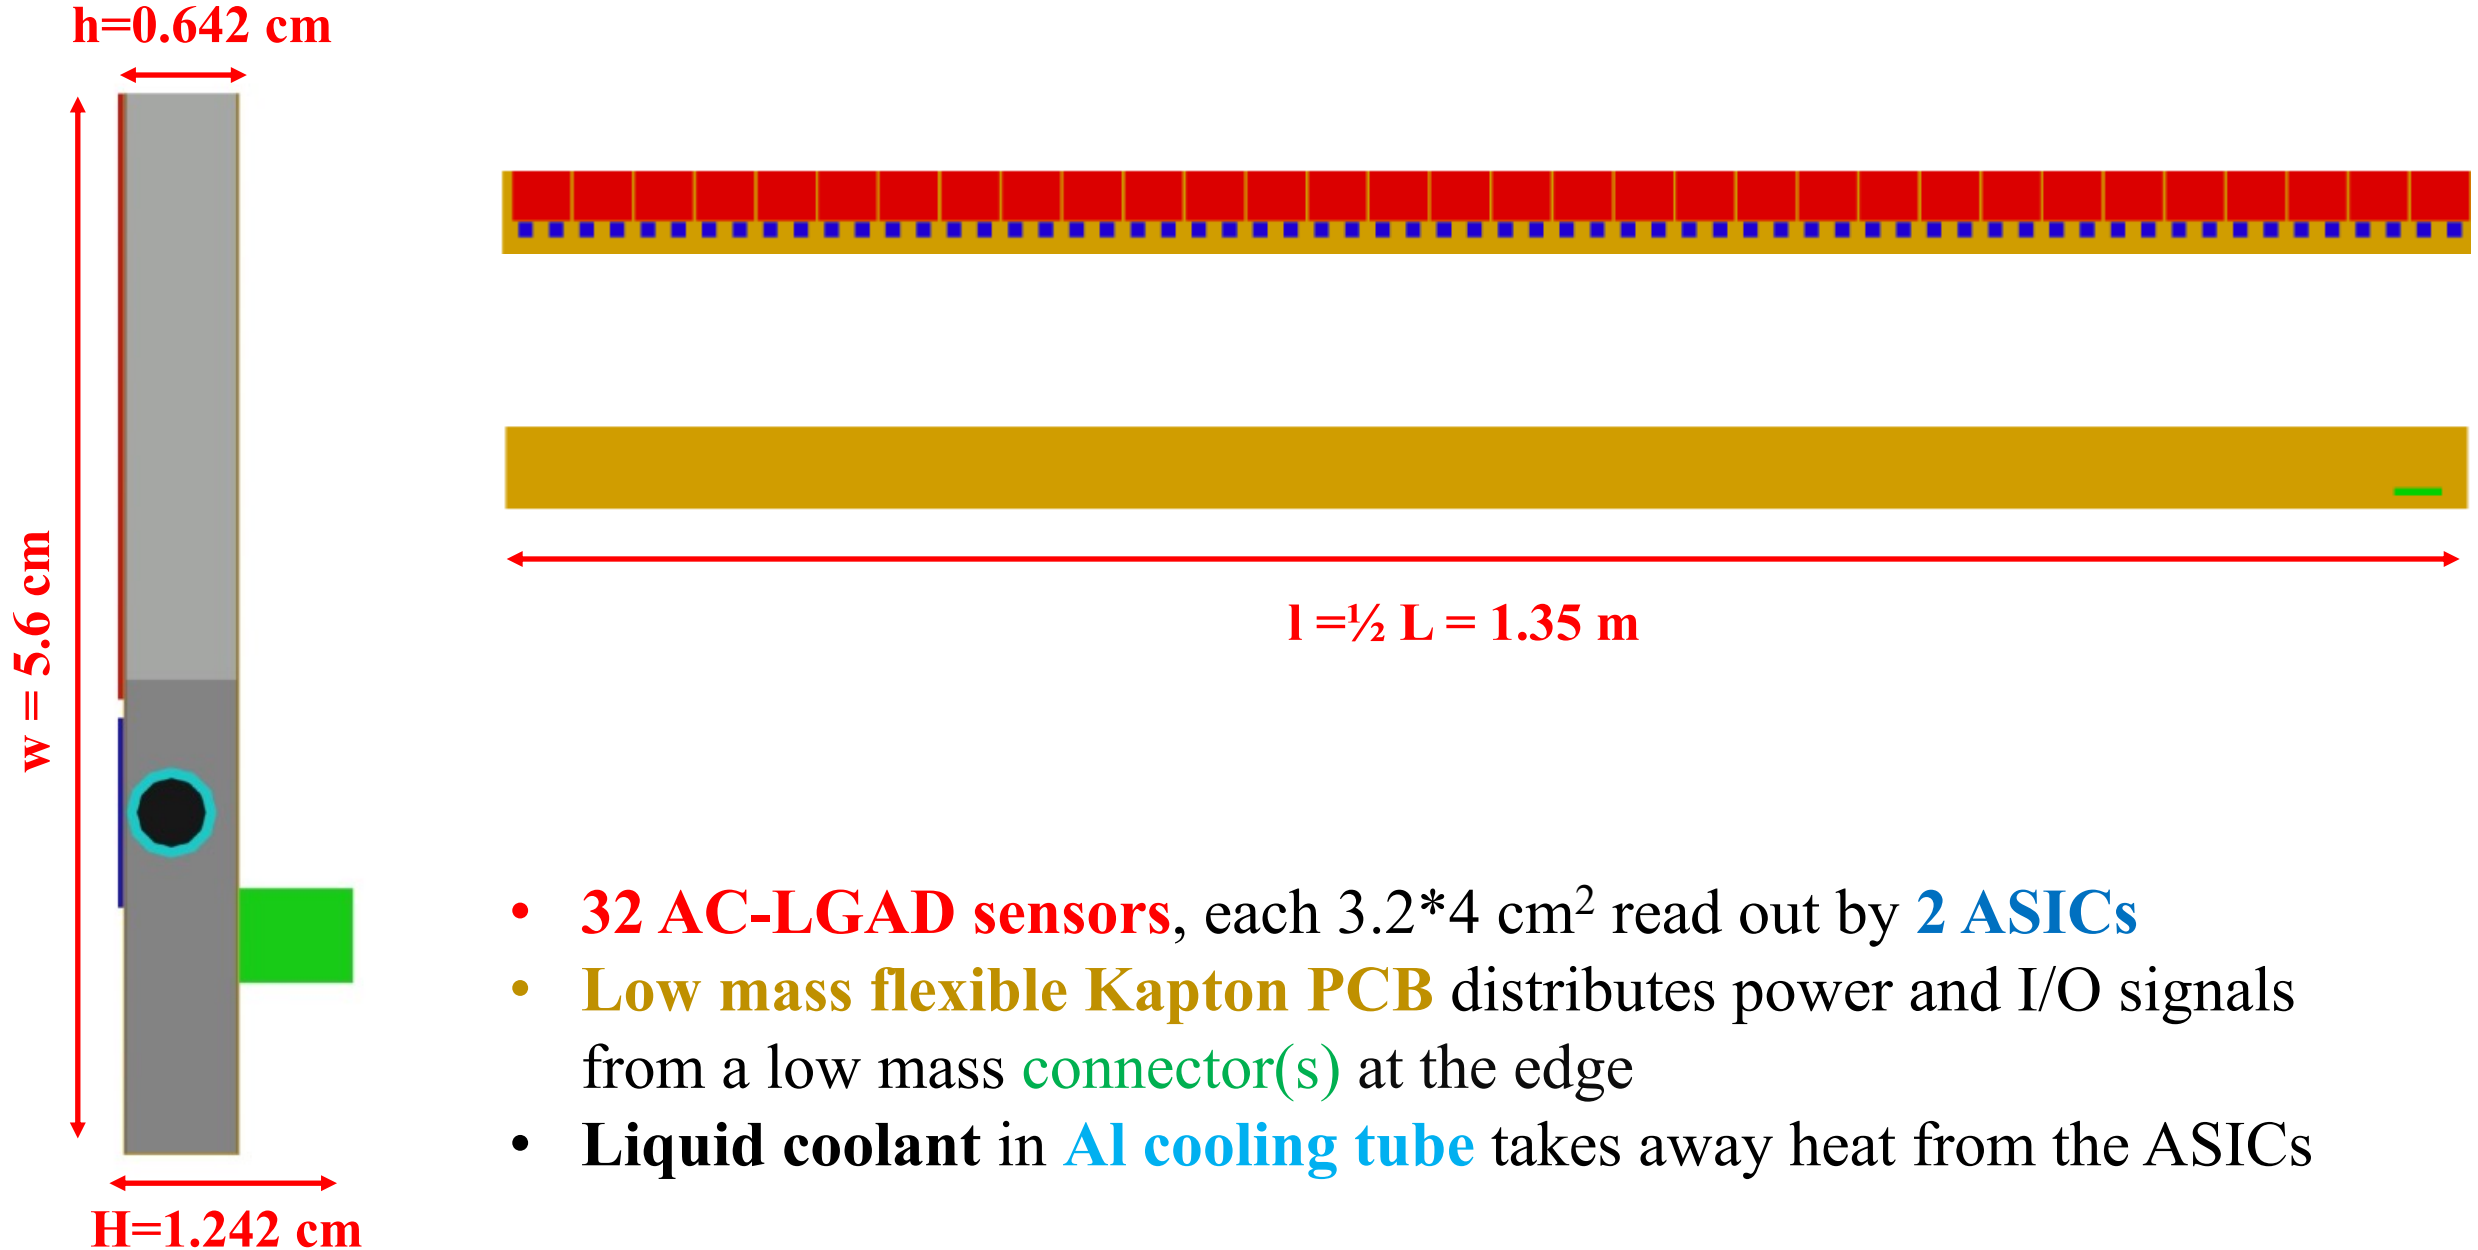 h=0.642 cm
w = 5.6 cm
l =½ L = 1.35 m
• 32 AC-LGAD sensors, each 3.2*4 cm² read out by 2 ASICs
• Low mass flexible Kapton PCB distributes power and I/O signals
from a low mass connector(s) at the edge
• Liquid coolant in Al cooling tube takes away heat from the ASICs
H=1.242 cm